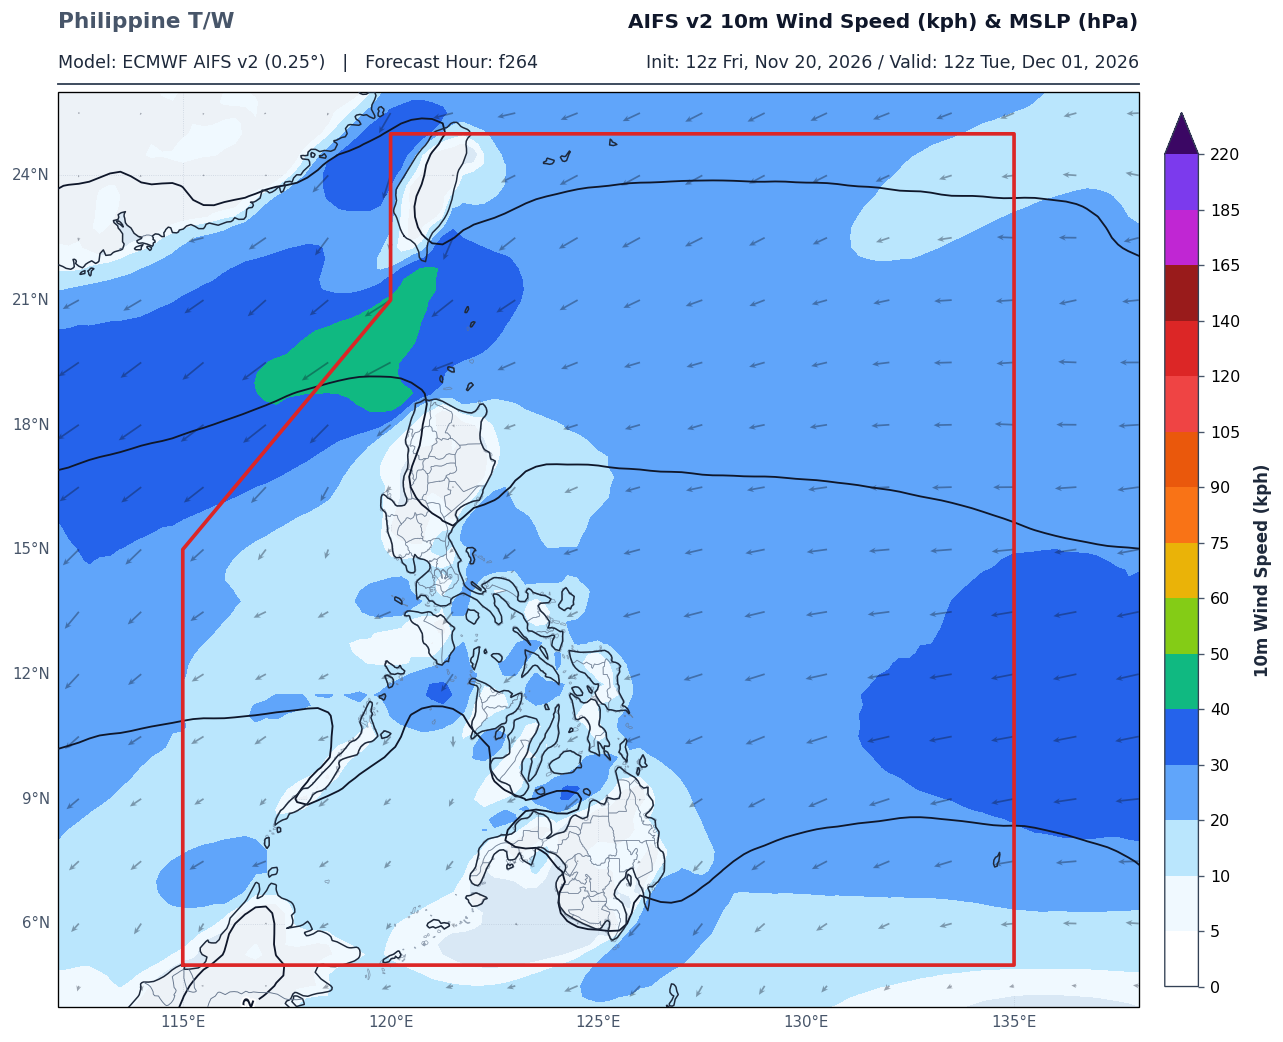 Philippine T/W
AIFS v2 10m Wind Speed (kph) & MSLP (hPa)
Model: ECMWF AIFS v2 (0.25°) | Forecast Hour: f264
Init: 12z Fri, Nov 20, 2026 / Valid: 12z Tue, Dec 01, 2026
24°N
21°N
18°N
15°N
12°N
9°N
6°N
115°E
120°E
125°E
130°E
135°E
220
185
165
140
120
105
90
75
60
50
40
30
20
10
5
0
10m Wind Speed (kph)